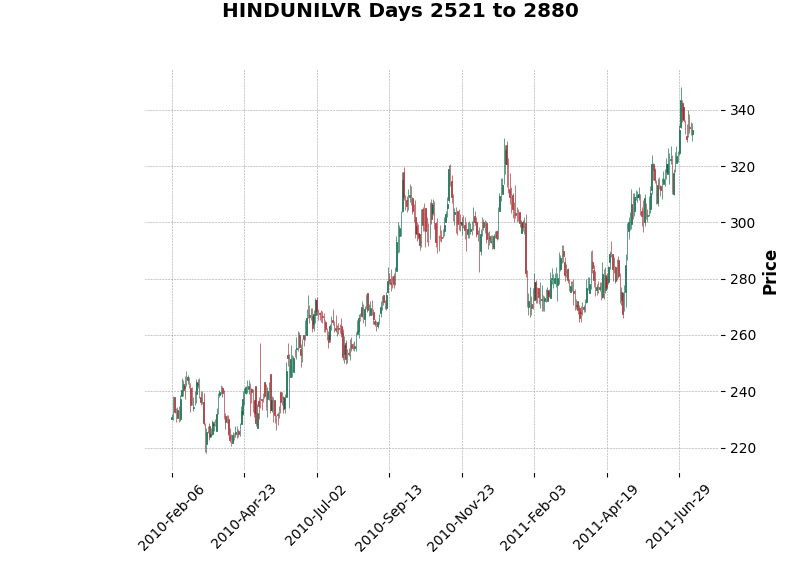 HINDUNILVR Days 2521 to 2880
340
320
300
280
260
240
220
Price
2010-Feb-06
2010-Apr-23
2010-Jul-02
2010-Sep-13
2010-Nov-23
2011-Feb-03
2011-Apr-19
2011-Jun-29